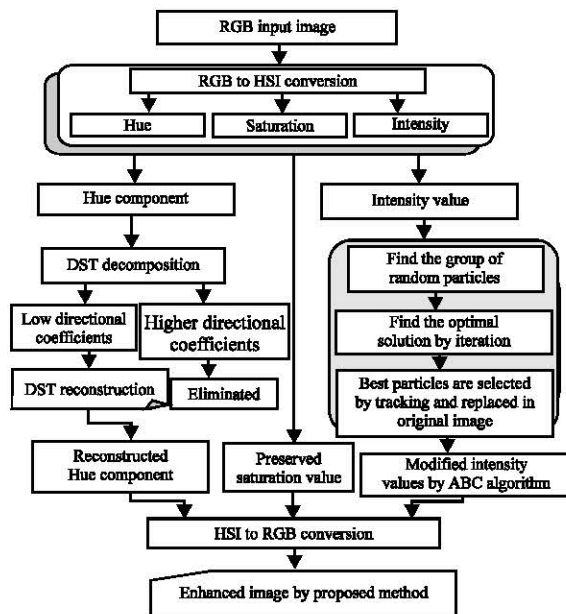 RGB input image
RGB to HSI conversion
Hue
Saturation
Intensity
Hue component
Intensity value
DST decomposition
Find the group of
random particles
Low directional
coefficients
Higher directional
coefficients
Find the optimal
solution by iteration
DST reconstruction
Eliminated
Best particles are selected
by tracking and replaced in
original image
Reconstructed
Hue component
Preserved
saturation value
Modified intensity
values by ABC algorithm
HSI to RGB conversion
Enhanced image by proposed method